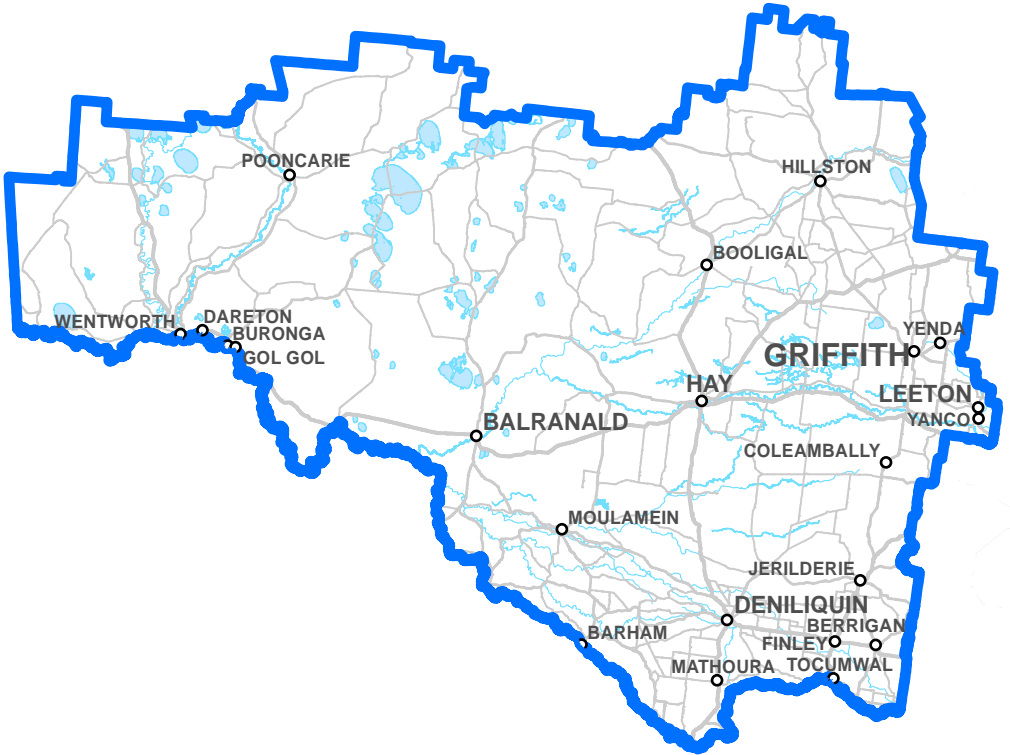 POONCARIE
HILLSTON
BOOLIGAL
WENTWORTH
DARETON
BURONGA
GOL GOL
YENDA
GRIFFITH
HAY
LEETON
BALRANALD
YANCO
COLEAMBALLY
MOULAMEIN
JERILDERIE
DENILIQUIN
BERRIGAN
BARHAM
FINLEY
MATHOURA
TOCUMWAL